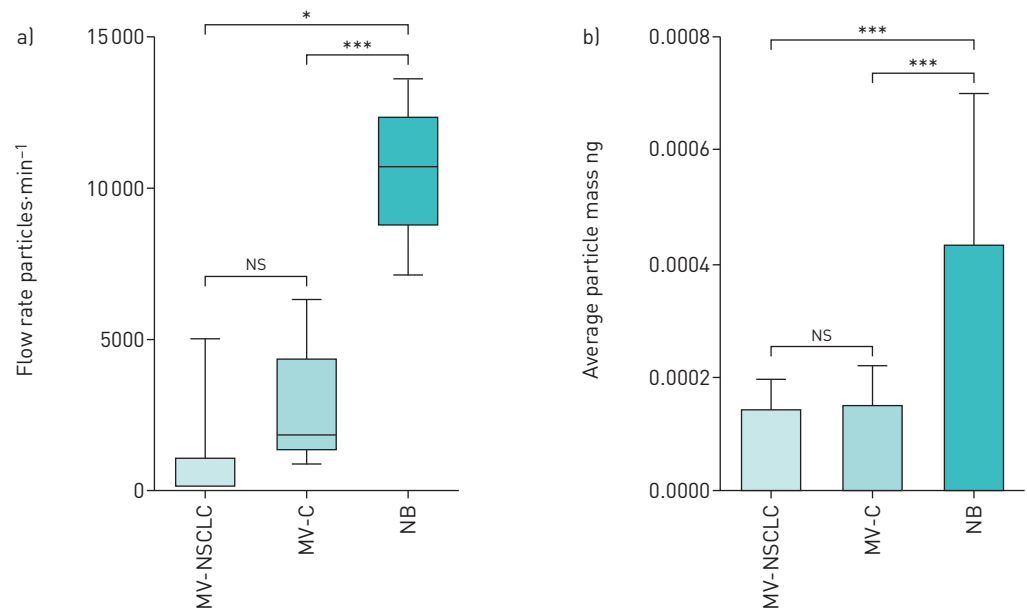 a)
*
***
NS
15 000
10 000
5000
0
Flow rate particles·min⁻¹
MV-NSCLC
MV-C
NB
b)
***
***
NS
0.0008
0.0006
0.0004
0.0002
0.0000
Average particle mass ng
MV-NSCLC
MV-C
NB